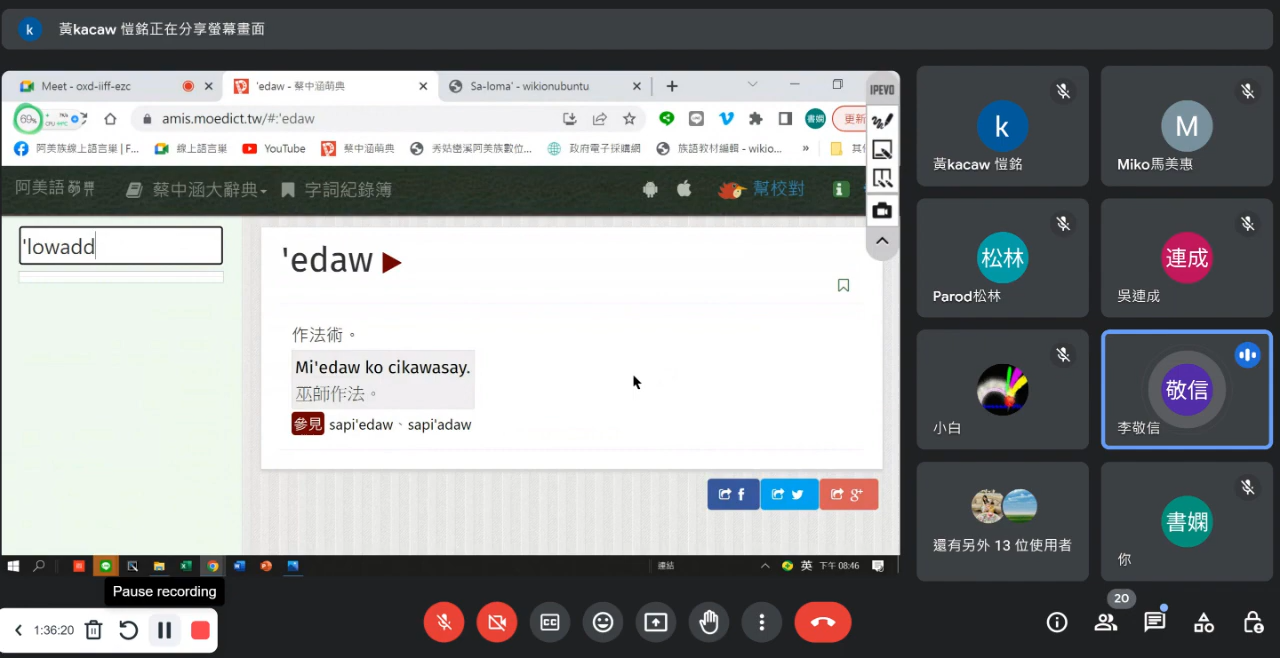 k 黃kacaw 愷銘正在分享螢幕畫面
Meet - oxd-iiff-ezc
'edaw - 蔡中涵萌典
Sa-loma' - wikionubuntu
IPEVO
69%
amis.moedict.tw/#:'edaw
書嫻
更新
阿美族線上語言巢 | F...
線上語言巢
YouTube
蔡中涵萌典
秀姑巒溪阿美族數位...
政府電子採購網
族語教材編輯 - wikio...
»
其
阿美語萌典
蔡中涵大辭典
字詞紀錄簿
幫校對
'lowadd
'edaw
作法術。
Mi'edaw ko cikawasay.
巫師作法。
參見 sapi'edaw、sapi'adaw
連結
英 下午 08:46
Pause recording
1:36:20
k
黃kacaw 愷銘
M
Miko馬美惠
松林
Parod松林
連成
吳連成
小白
敬信
李敬信
還有另外 13 位使用者
書嫻
你
20